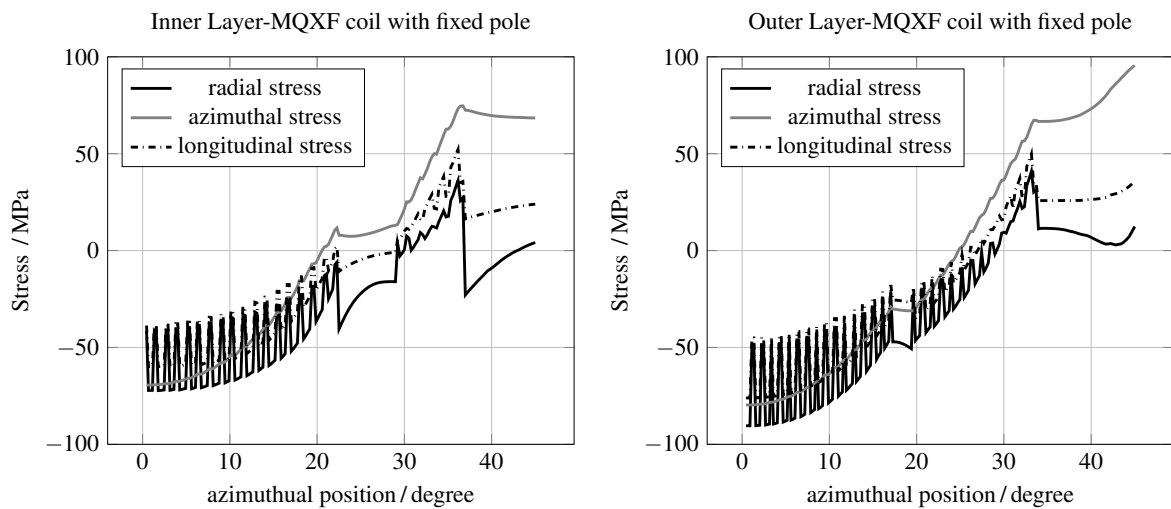 Inner Layer-MQXF coil with fixed pole
100
50
0
−50
−100
Stress / MPa
radial stress
azimuthal stress
longitudinal stress
0
10
20
30
40
azimuthual position / degree
Outer Layer-MQXF coil with fixed pole
100
50
0
−50
−100
Stress / MPa
radial stress
azimuthal stress
longitudinal stress
0
10
20
30
40
azimuthual position / degree